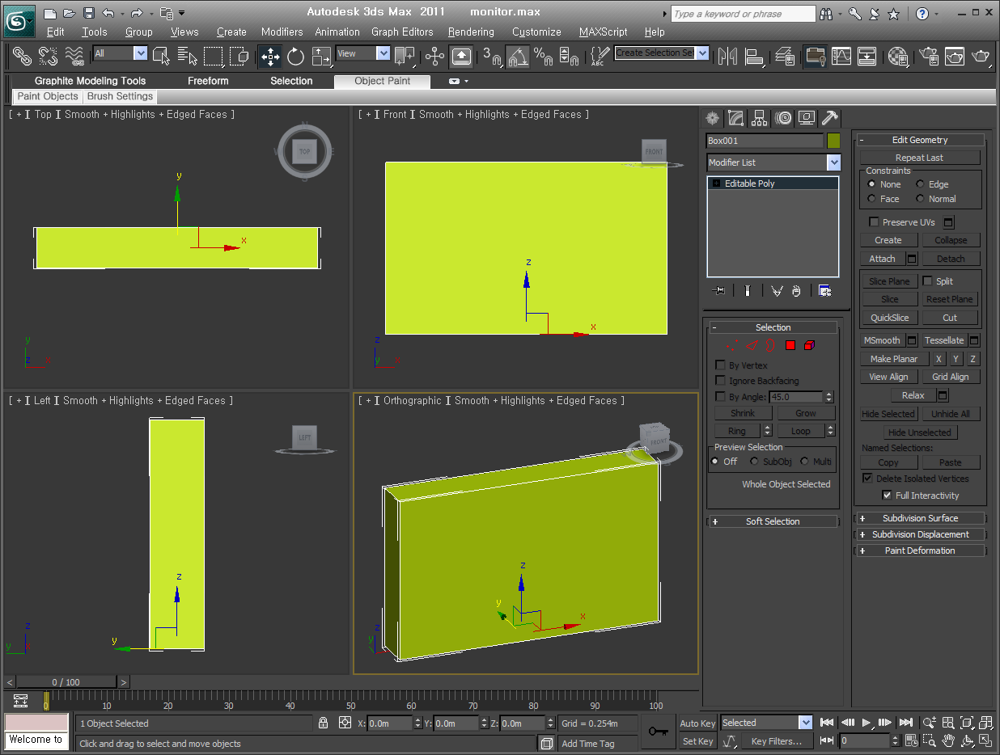 Autodesk 3ds Max 2011 monitor.max
Type a keyword or phrase
Edit Tools Group Views Create Modifiers Animation Graph Editors Rendering Customize MAXScript Help
All
View
3
%
ABC
Create Selection Se
Graphite Modeling Tools Freeform Selection Object Paint
Paint Objects Brush Settings
[ + ] Top ] Smooth + Highlights + Edged Faces ]
N
TOP
S
y
x
y
z
[ + ] Front ] Smooth + Highlights + Edged Faces ]
FRONT
z
x
z
y
[ + ] Left ] Smooth + Highlights + Edged Faces ]
LEFT
z
y
z
y
[ + ] Orthographic ] Smooth + Highlights + Edged Faces ]
FRONT
z
y
x
z
y
Box001
Modifier List
Editable Poly
- Selection
By Vertex
Ignore Backfacing
By Angle: 45.0
Shrink Grow
Ring Loop
Preview Selection
Off SubObj Multi
Whole Object Selected
+ Soft Selection
- Edit Geometry
Repeat Last
Constraints
None Edge
Face Normal
Preserve UVs
Create Collapse
Attach Detach
Slice Plane Split
Slice Reset Plane
QuickSlice Cut
MSmooth Tessellate
Make Planar X Y Z
View Align Grid Align
Relax
Hide Selected Unhide All
Hide Unselected
Named Selections:
Copy Paste
Delete Isolated Vertices
Full Interactivity
+ Subdivision Surface
+ Subdivision Displacement
+ Paint Deformation
< 0 / 100 >
0 10 20 30 40 50 60 70 80 90 100
1 Object Selected X: 0.0m Y: 0.0m Z: 0.0m Grid = 0.254m Auto Key Selected
Welcome to Click and drag to select and move objects Add Time Tag Set Key Key Filters... 0